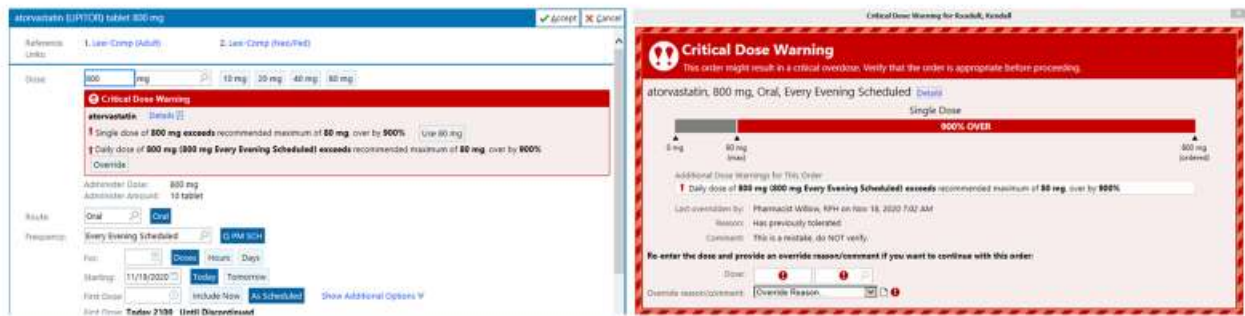 atorvastatin (LIPITOR) tablet 800 mg
Accept Cancel
Reference Links: 1. Lexi-Comp (Adult) 2. Lexi-Comp (Neo/Ped)
Dose: 800 mg 10 mg 20 mg 40 mg 80 mg
Critical Dose Warning
atorvastatin Details
Single dose of 800 mg exceeds recommended maximum of 80 mg, over by 900% Use 80 mg
Daily dose of 800 mg (800 mg Every Evening Scheduled) exceeds recommended maximum of 80 mg, over by 900%
Override
Administer Dose: 800 mg
Administer Amount: 10 tablet
Route: Oral Oral
Frequency: Every Evening Scheduled Q PM SCH
For: Doses Hours Days
Starting: 11/18/2020 Today Tomorrow
First Dose: Include Now As Scheduled Show Additional Options
First Dose: Today 2100 Until Discontinued
Critical Dose Warning for
Critical Dose Warning
This order might result in a critical overdose. Verify that the order is appropriate before proceeding.
atorvastatin, 800 mg, Oral, Every Evening Scheduled Details
Single Dose
900% OVER
0 mg 80 mg (max) 800 mg (ordered)
Additional Dose Warnings for This Order
Daily dose of 800 mg (800 mg Every Evening Scheduled) exceeds recommended maximum of 80 mg, over by 900%
Last overridden by: Pharmacist Willow, RPH on Nov 18, 2020 7:02 AM
Reason: Has previously tolerated
Comment: This is a mistake, do NOT verify.
Re-enter the dose and provide an override reason/comment if you want to continue with this order:
Dose:
Override reason/comment: Override Reason